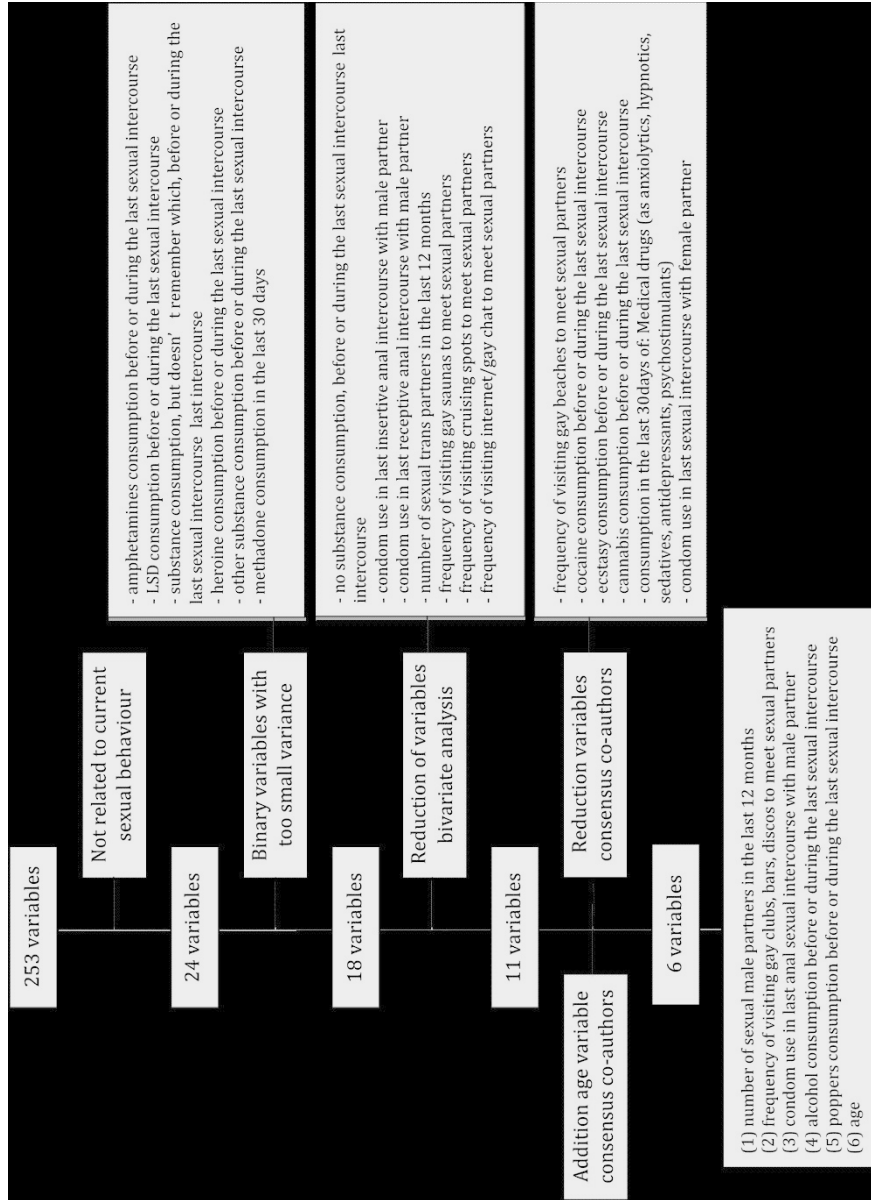 253 variables
Not related to current
sexual behaviour
24 variables
Binary variables with
too small variance
- amphetamines consumption before or during the last sexual intercourse
- LSD consumption before or during the last sexual intercourse
- substance consumption, but doesn’ t remember which, before or during the
last sexual intercourse last intercourse
- heroine consumption before or during the last sexual intercourse
- other substance consumption before or during the last sexual intercourse
- methadone consumption in the last 30 days
18 variables
Reduction of variables
bivariate analysis
- no substance consumption, before or during the last sexual intercourse last
intercourse
- condom use in last insertive anal intercourse with male partner
- condom use in last receptive anal intercourse with male partner
- number of sexual trans partners in the last 12 months
- frequency of visiting gay saunas to meet sexual partners
- frequency of visiting cruising spots to meet sexual partners
- frequency of visiting internet/gay chat to meet sexual partners
11 variables
Addition age variable
consensus co-authors
Reduction variables
consensus co-authors
- frequency of visiting gay beaches to meet sexual partners
- cocaine consumption before or during the last sexual intercourse
- ecstasy consumption before or during the last sexual intercourse
- cannabis consumption before or during the last sexual intercourse
- consumption in the last 30days of: Medical drugs (as anxiolytics, hypnotics,
sedatives, antidepressants, psychostimulants)
- condom use in last sexual intercourse with female partner
6 variables
(1) number of sexual male partners in the last 12 months
(2) frequency of visiting gay clubs, bars, discos to meet sexual partners
(3) condom use in last anal sexual intercourse with male partner
(4) alcohol consumption before or during the last sexual intercourse
(5) poppers consumption before or during the last sexual intercourse
(6) age